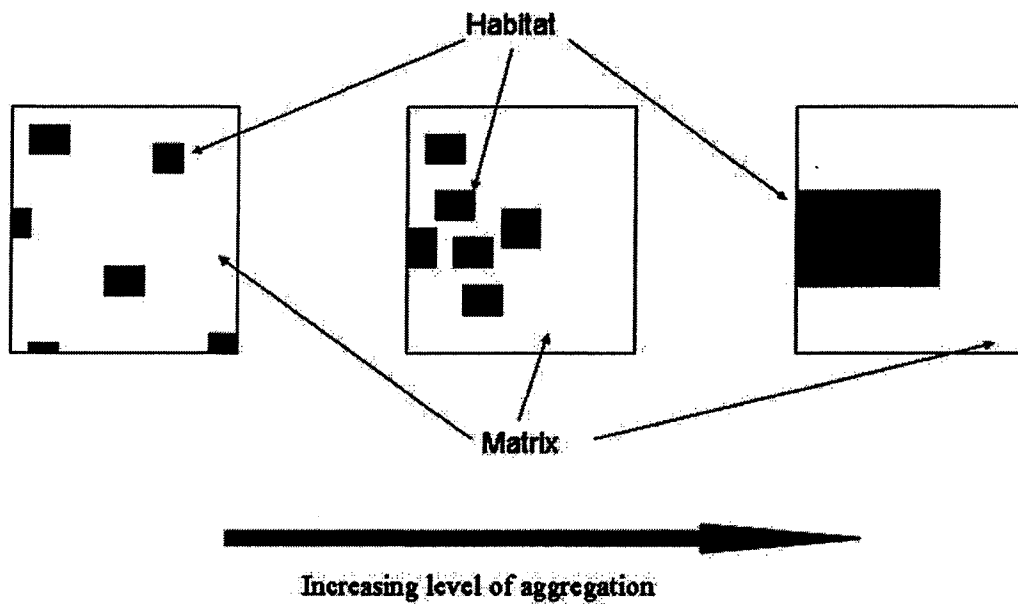 Habitat
Matrix
Increasing level of aggregation